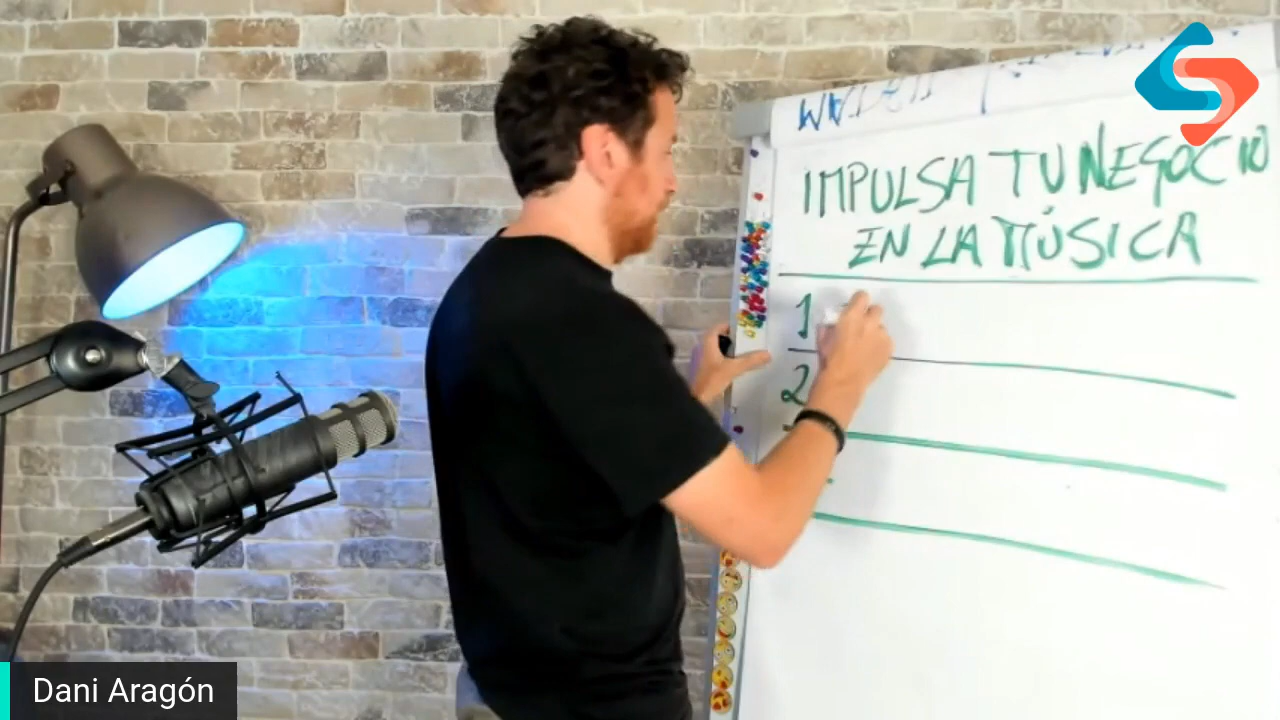 IMPULSA TU NEGOCIO
EN LA MÚSICA
1
2
Dani Aragón